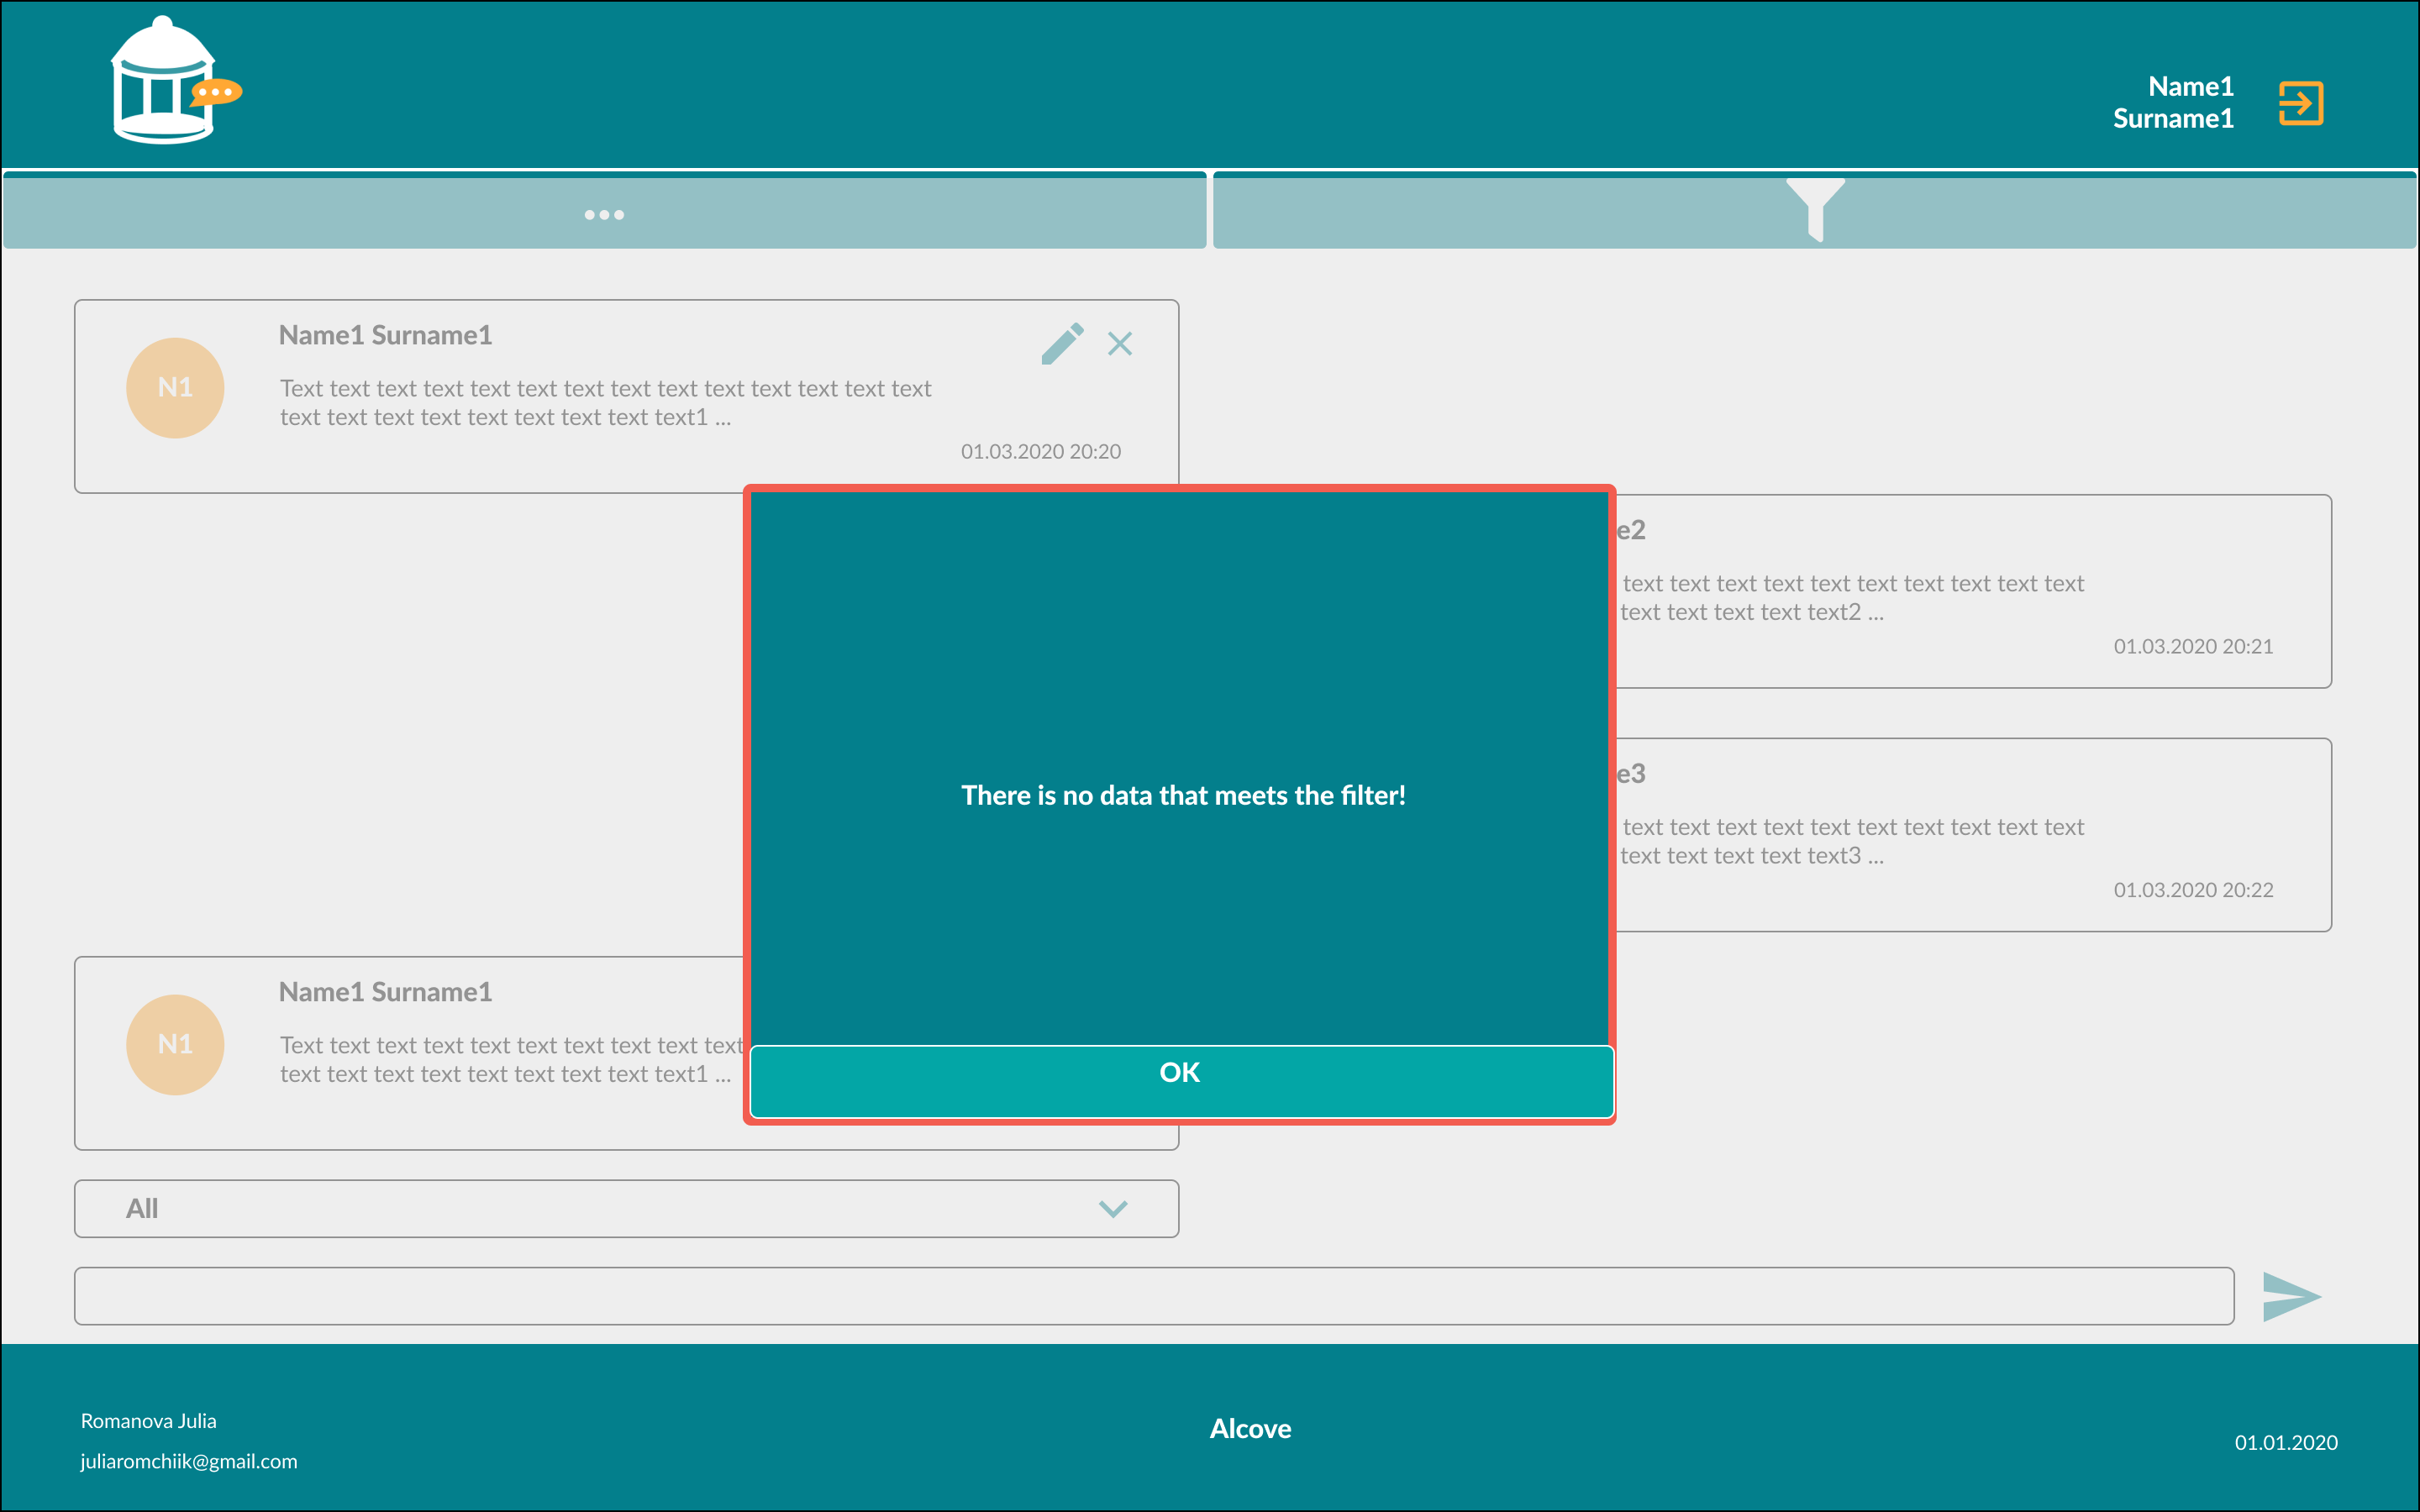 Name1
Surname1
Name1 Surname1
N1
Text text text text text text text text text text text text text text
text text text text text text text text text1 ...
01.03.2020 20:20
e2
text text text text text text text text text text
text text text text text2 ...
01.03.2020 20:21
There is no data that meets the filter!
e3
text text text text text text text text text text
text text text text text3 ...
01.03.2020 20:22
Name1 Surname1
N1
Text text text text text text text text text text
text text text text text text text text text1 ...
OK
All
Romanova Julia
juliaromchiik@gmail.com
Alcove
01.01.2020